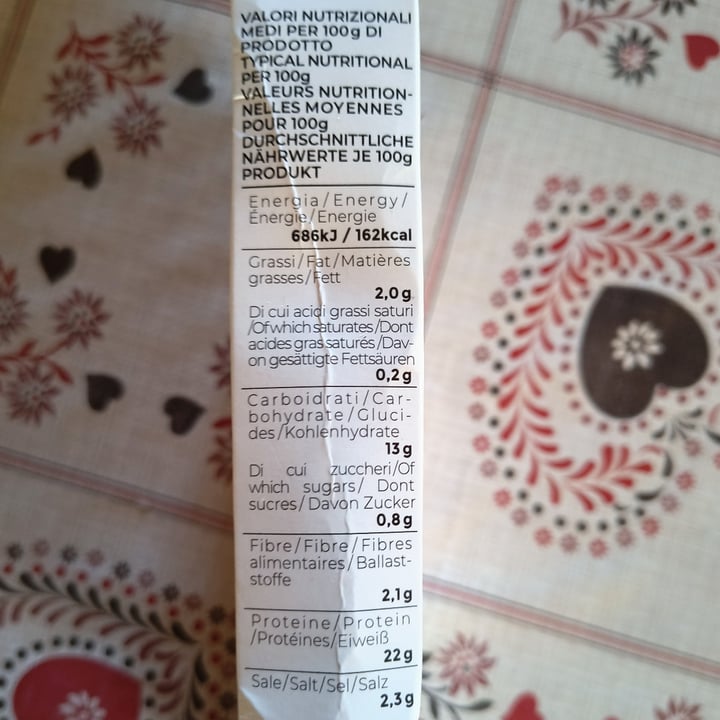 VALORI NUTRIZIONALI
MEDI PER 100g DI
PRODOTTO
TYPICAL NUTRITIONAL
PER 100g
VALEURS NUTRITION-
NELLES MOYENNES
POUR 100g
DURCHSCHNITTLICHE
NÄHRWERTE JE 100g
PRODUKT
Energia/Energy/
Énergie/Energie
686kJ / 162kcal
Grassi/Fat/Matières
grasses/Fett
2,0g
Di cui acidi grassi saturi
/Of which saturates/Dont
acides gras saturés/Dav-
on gesättigte Fettsäuren
0,2g
Carboidrati/Car-
bohydrate/Gluci-
des/Kohlenhydrate
13g
Di cui zuccheri/Of
which sugars/ Dont
sucres/Davon Zucker
0,8g
Fibre/Fibre/Fibres
alimentaires/Ballast-
stoffe
2,1g
Proteine/Protein
/Protéines/Eiweiß
22g
Sale/Salt/Sel/Salz
2,3g